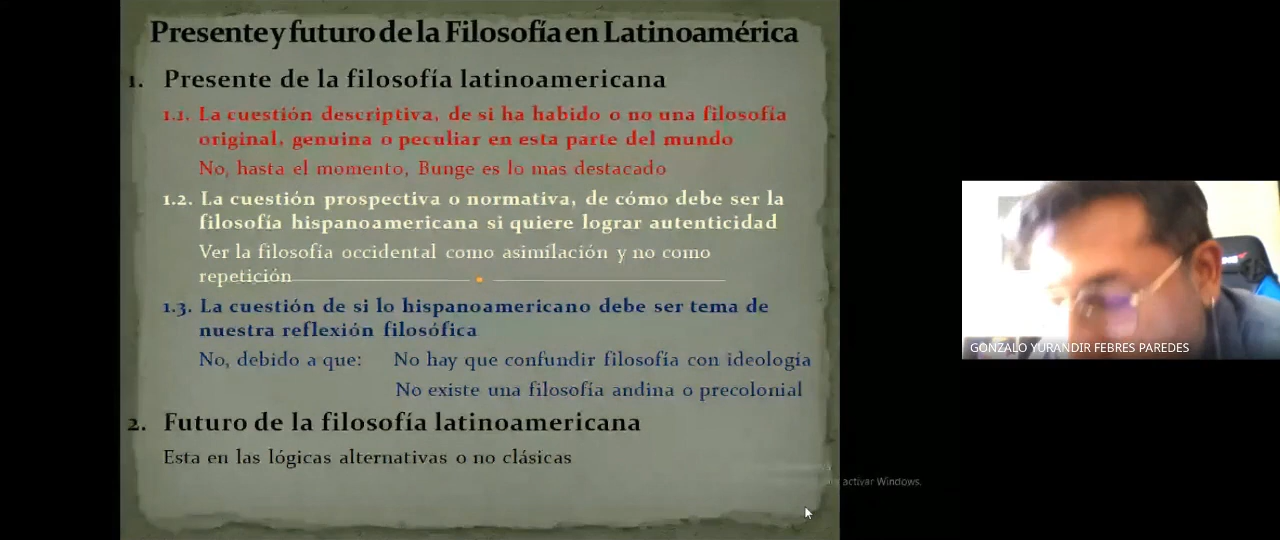 Presente y futuro de la Filosofía en Latinoamérica
1. Presente de la filosofía latinoamericana
1.1. La cuestión descriptiva, de si ha habido o no una filosofía
original, genuina o peculiar en esta parte del mundo
No, hasta el momento, Bunge es lo mas destacado
1.2. La cuestión prospectiva o normativa, de cómo debe ser la
filosofía hispanoamericana si quiere lograr autenticidad
Ver la filosofía occidental como asimilación y no como
repetición
1.3. La cuestión de si lo hispanoamericano debe ser tema de
nuestra reflexión filosófica
No, debido a que: No hay que confundir filosofía con ideología
No existe una filosofía andina o precolonial
2. Futuro de la filosofía latinoamericana
Esta en las lógicas alternativas o no clásicas
activar Windows.
GONZALO YURANDIR FEBRES PAREDES